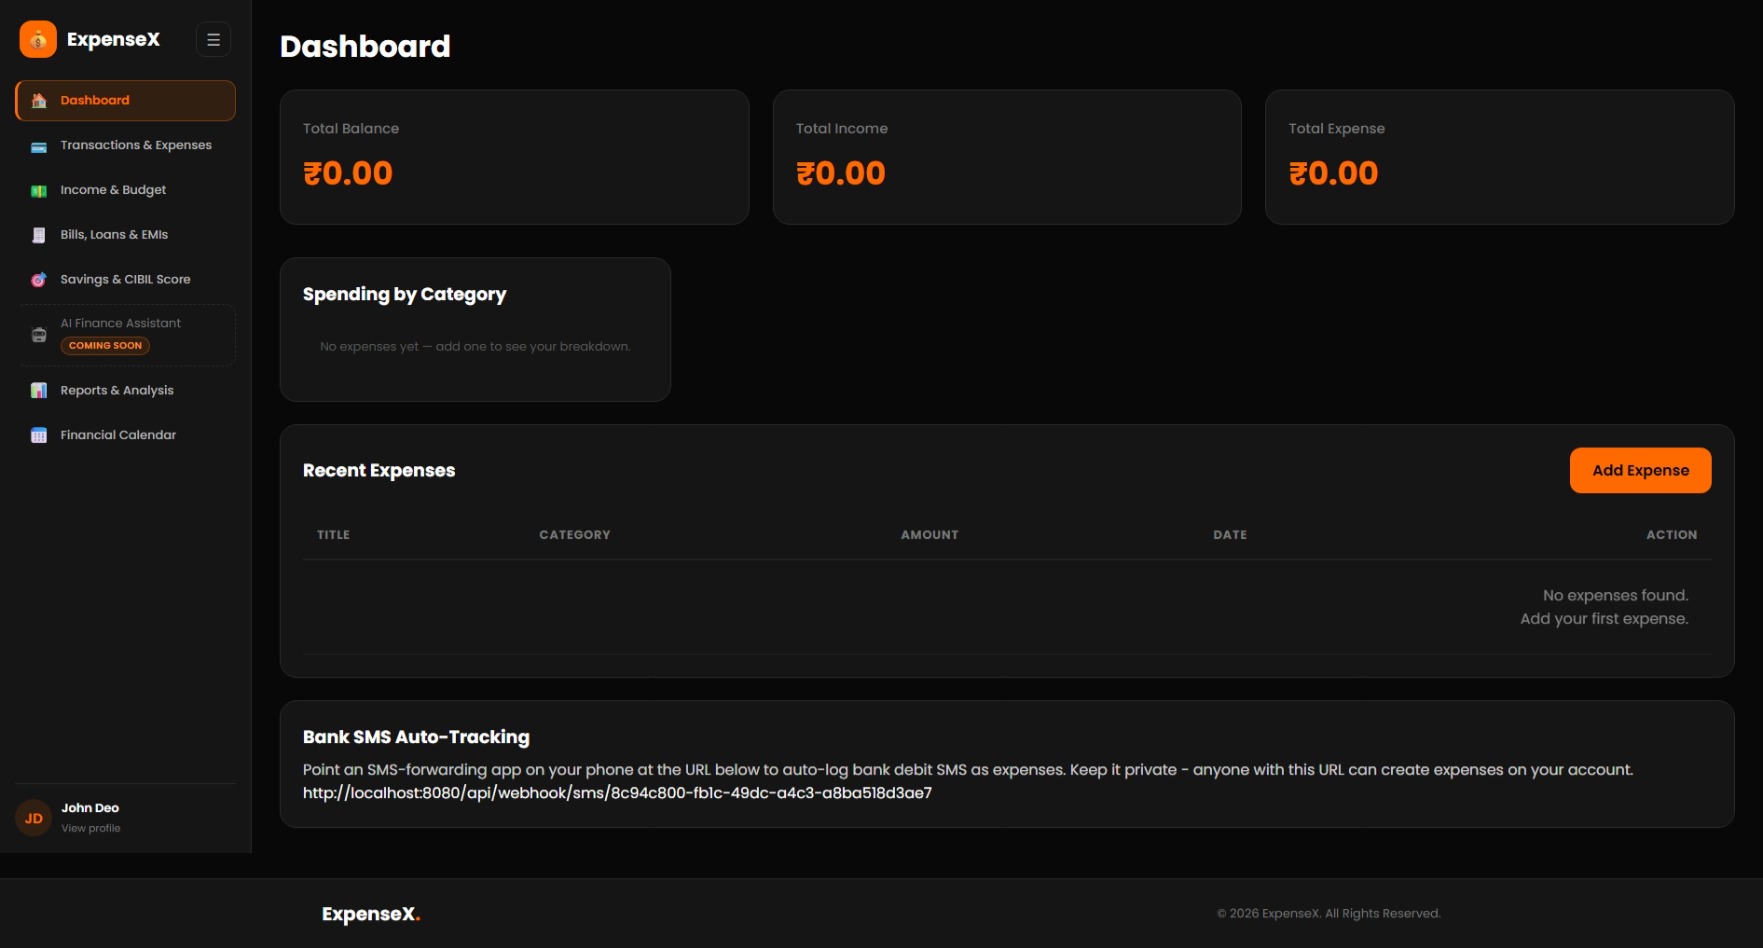 ExpenseX
Dashboard
Transactions & Expenses
Income & Budget
Bills, Loans & EMIs
Savings & CIBIL Score
AI Finance Assistant
COMING SOON
Reports & Analysis
Financial Calendar
JD
John Deo
View profile
Dashboard
Total Balance
₹0.00
Total Income
₹0.00
Total Expense
₹0.00
Spending by Category
No expenses yet — add one to see your breakdown.
Recent Expenses
Add Expense
TITLE CATEGORY AMOUNT DATE ACTION
No expenses found.
Add your first expense.
Bank SMS Auto-Tracking
Point an SMS-forwarding app on your phone at the URL below to auto-log bank debit SMS as expenses. Keep it private - anyone with this URL can create expenses on your account.
http://localhost:8080/api/webhook/sms/8c94c800-fb1c-49dc-a4c3-a8ba518d3ae7
ExpenseX.
© 2026 ExpenseX. All Rights Reserved.